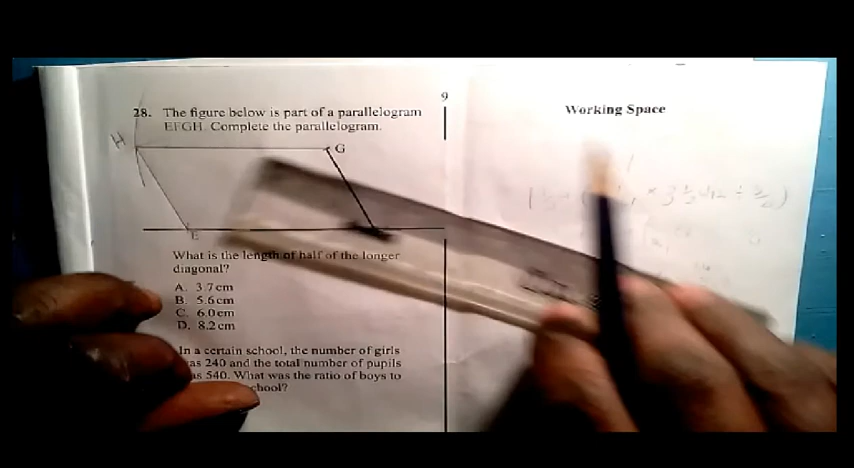 9
28. The figure below is part of a parallelogram
EFGH. Complete the parallelogram.
Working Space
H
G
E
What is the length of half of the longer
diagonal?
A. 3.7cm
B. 5.6cm
C. 6.0cm
D. 8.2cm
In a certain school, the number of girls
as 240 and the total number of pupils
as 540. What was the ratio of boys to
chool?